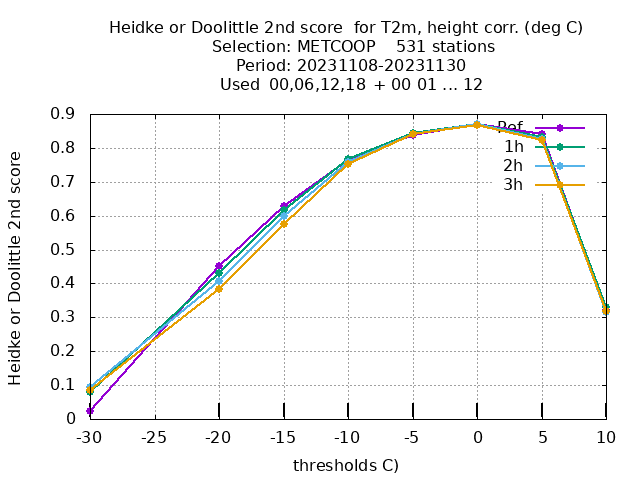 Heidke or Doolittle 2nd score  for T2m, height corr. (deg C)
Selection: METCOOP    531 stations
Period: 20231108-20231130
Used  00,06,12,18  + 00 01 ... 12
Heidke or Doolittle 2nd score
0.9
0.8
0.7
0.6
0.5
0.4
0.3
0.2
0.1
0
Ref
1h
2h
3h
-30 -25 -20 -15 -10 -5 0 5 10
thresholds C)